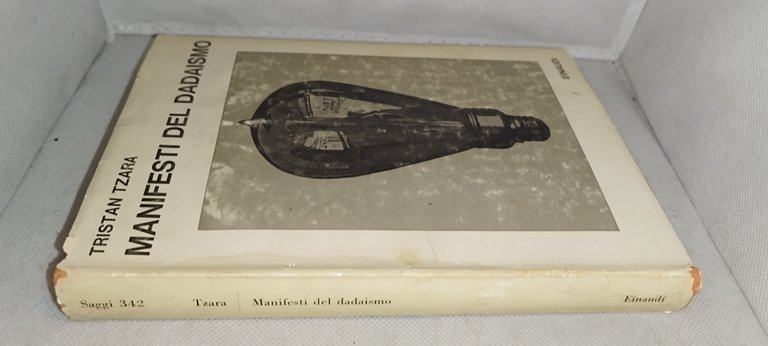 TRISTAN TZARA
MANIFESTI DEL DADAISMO
EINAUDI
Saggi 342 Tzara Manifesti del dadaismo Einaudi